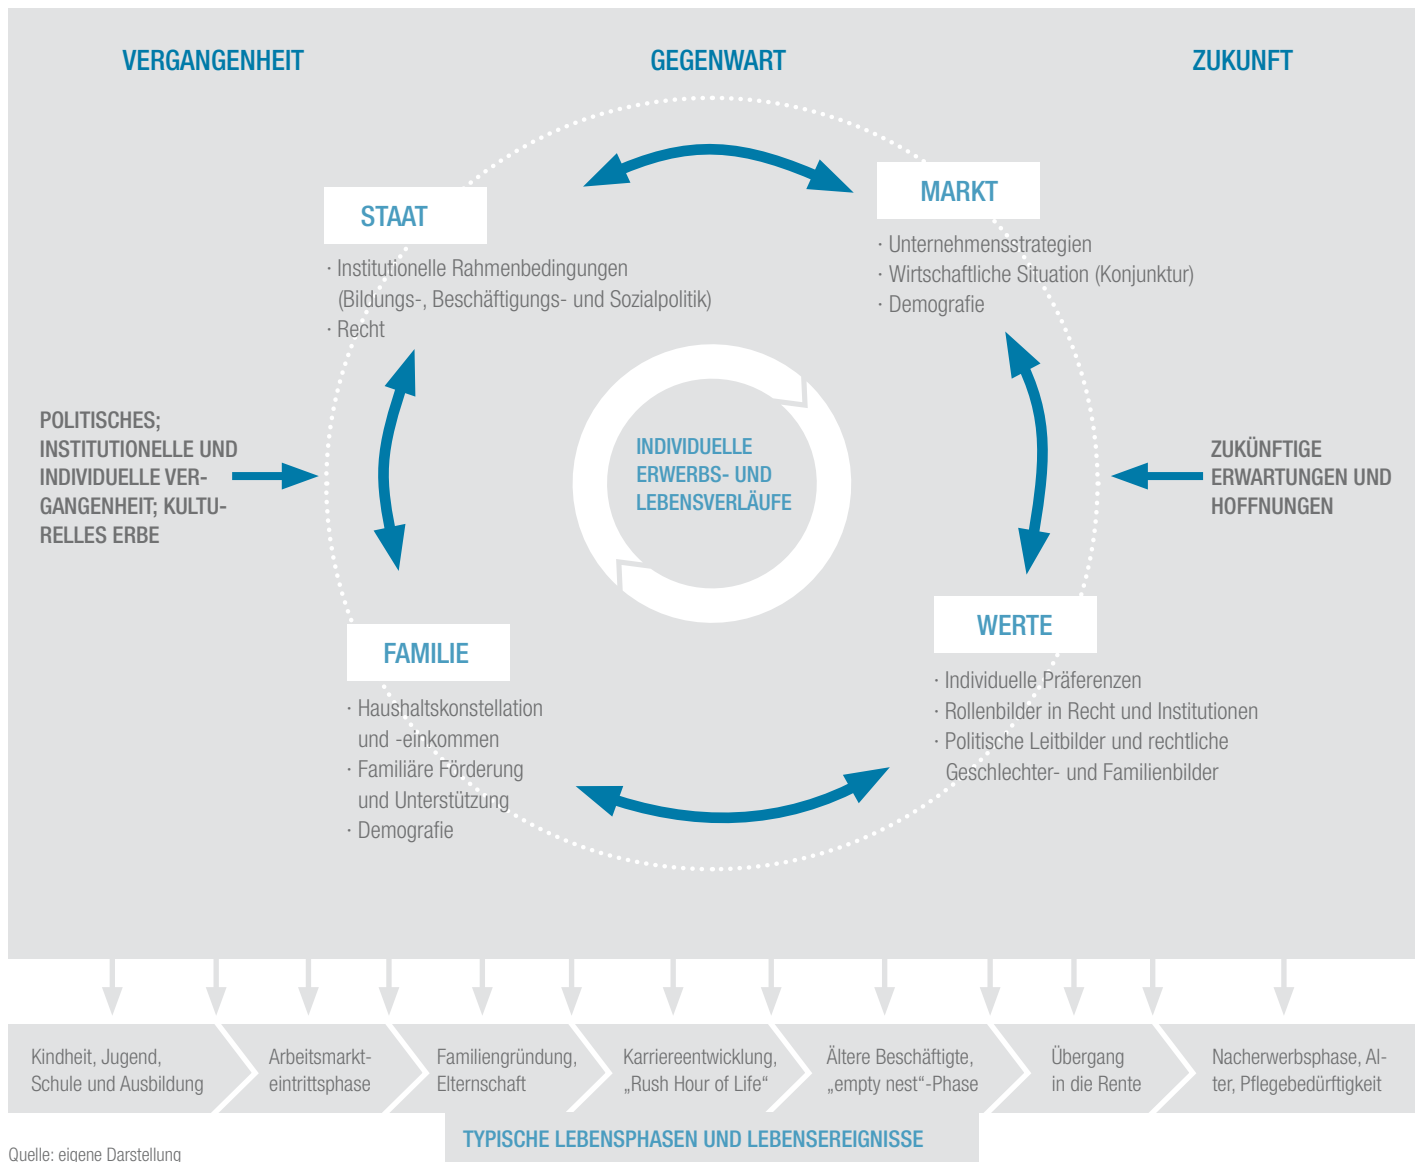 VERGANGENHEIT
GEGENWART
ZUKUNFT
STAAT
· Institutionelle Rahmenbedingungen
(Bildungs-, Beschäftigungs- und Sozialpolitik)
· Recht
MARKT
· Unternehmensstrategien
· Wirtschaftliche Situation (Konjunktur)
· Demografie
POLITISCHES;
INSTITUTIONELLE UND
INDIVIDUELLE VER-
GANGENHEIT; KULTU-
RELLES ERBE
INDIVIDUELLE
ERWERBS- UND
LEBENSVERLÄUFE
ZUKÜNFTIGE
ERWARTUNGEN UND
HOFFNUNGEN
FAMILIE
· Haushaltskonstellation
und -einkommen
· Familiäre Förderung
und Unterstützung
· Demografie
WERTE
· Individuelle Präferenzen
· Rollenbilder in Recht und Institutionen
· Politische Leitbilder und rechtliche
Geschlechter- und Familienbilder
Kindheit, Jugend,
Schule und Ausbildung
Arbeitsmarkt-
eintrittsphase
Familiengründung,
Elternschaft
Karriereentwicklung,
„Rush Hour of Life“
Ältere Beschäftigte,
„empty nest“-Phase
Übergang
in die Rente
Nacherwerbsphase, Al-
ter, Pflegebedürftigkeit
TYPISCHE LEBENSPHASEN UND LEBENSEREIGNISSE
Quelle: eigene Darstellung